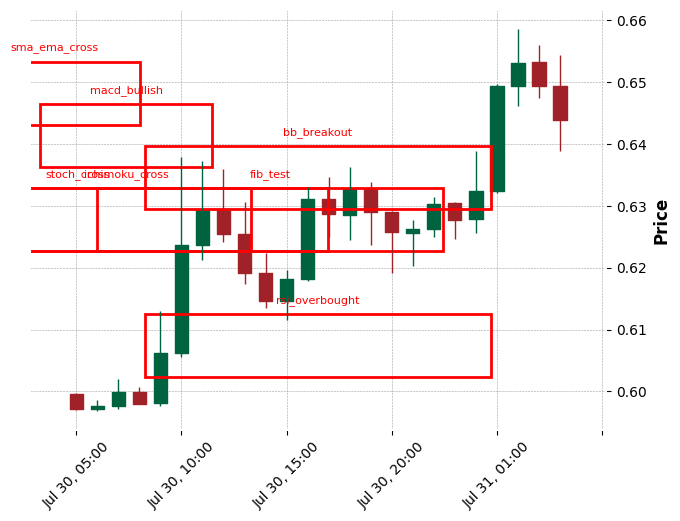 0.66
sma_ema_cross
0.65
macd_bullish
0.64
bb_breakout
stoch_cross
ichimoku_cross
fib_test
0.63
Price
0.62
rsi_overbought
0.61
0.60
Jul 30, 05:00
Jul 30, 10:00
Jul 30, 15:00
Jul 30, 20:00
Jul 31, 01:00